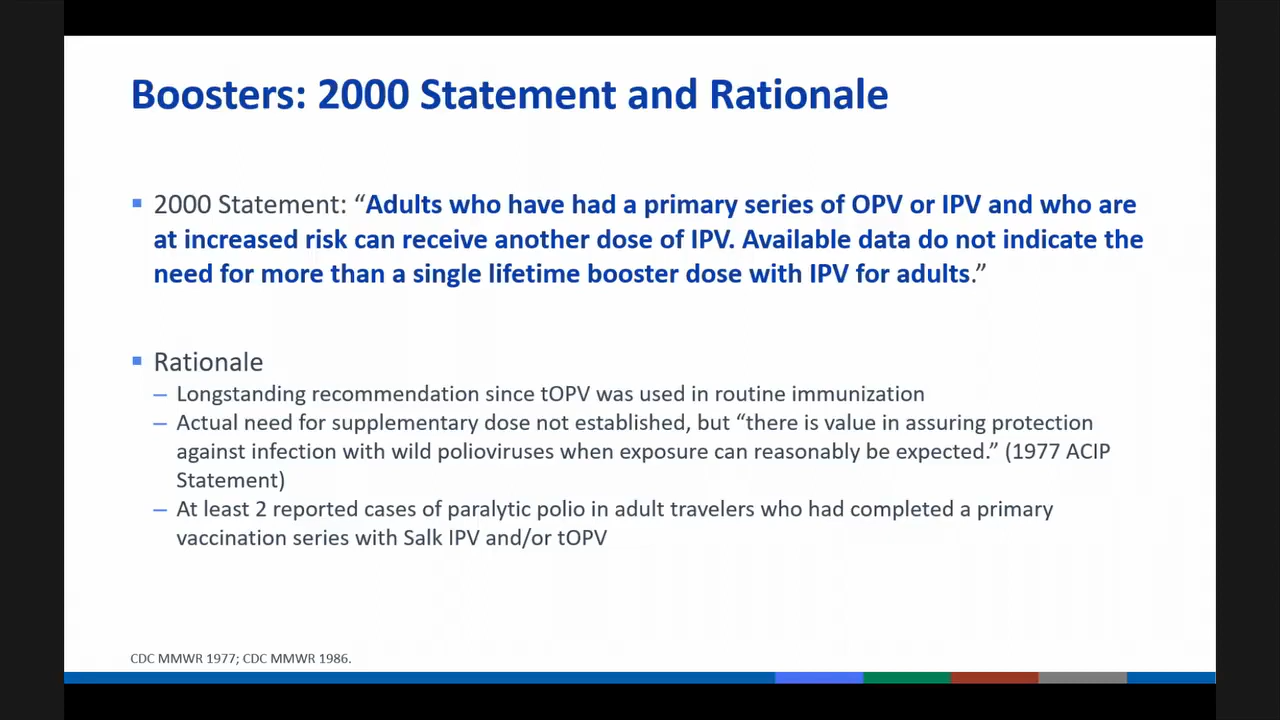 Boosters: 2000 Statement and Rationale
▪ 2000 Statement: “Adults who have had a primary series of OPV or IPV and who are
at increased risk can receive another dose of IPV. Available data do not indicate the
need for more than a single lifetime booster dose with IPV for adults.”
▪ Rationale
– Longstanding recommendation since tOPV was used in routine immunization
– Actual need for supplementary dose not established, but “there is value in assuring protection
against infection with wild polioviruses when exposure can reasonably be expected.” (1977 ACIP
Statement)
– At least 2 reported cases of paralytic polio in adult travelers who had completed a primary
vaccination series with Salk IPV and/or tOPV
CDC MMWR 1977; CDC MMWR 1986.